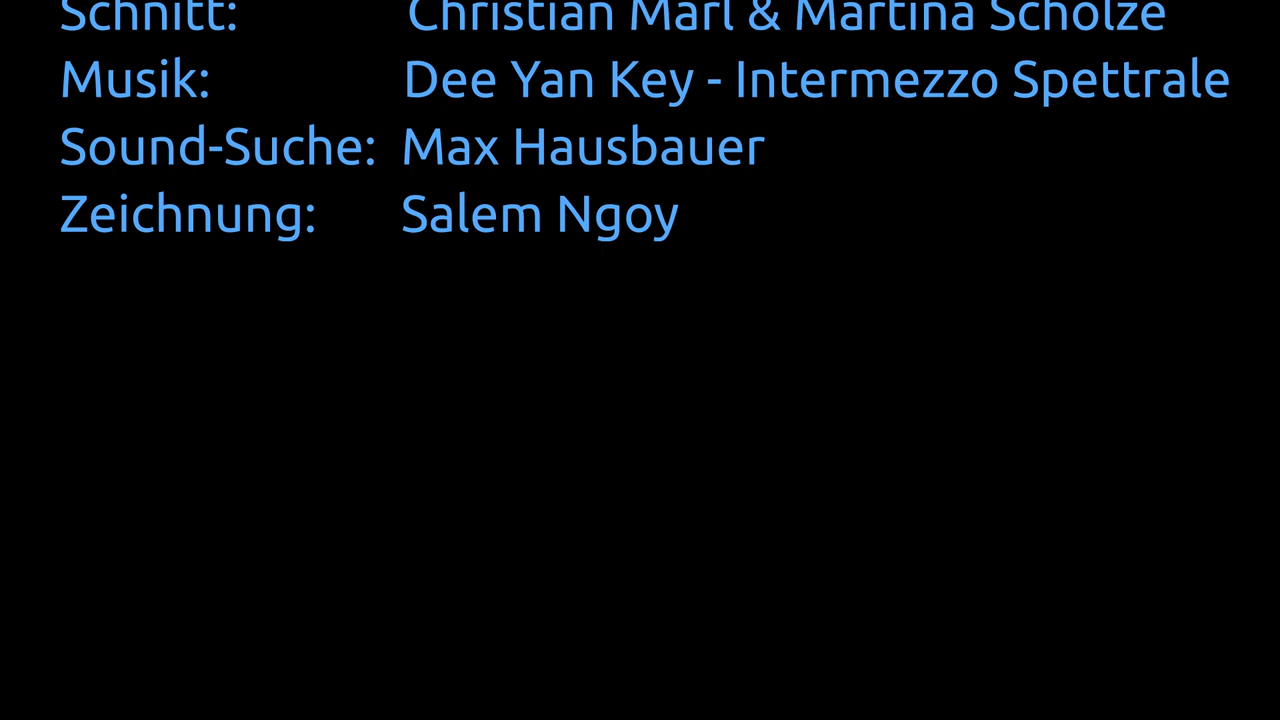 Schnitt: Christian Marl & Martina Scholze
Musik: Dee Yan Key - Intermezzo Spettrale
Sound-Suche: Max Hausbauer
Zeichnung: Salem Ngoy